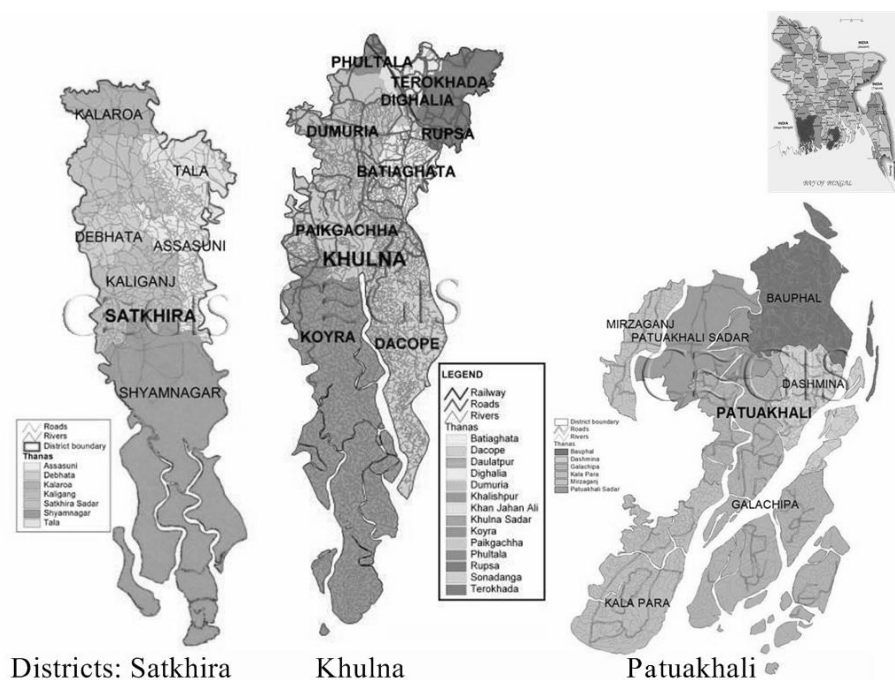 KALAROA
TALA
DEBHATA
ASSASUNI
KALIGANJ
SATKHIRA
SHYAMNAGAR
Roads
Rivers
District boundary
Thanas
Assasuni
Debhata
Kalaroa
Kaligang
Satkhira Sadar
Shyamnagar
Tala
PHULTALA
TEROKHADA
DIGHALIA
DUMURIA
RUPSA
BATIAGHATA
PAIKGACHHA
KHULNA
KOYRA
DACOPE
LEGEND
Railway
Roads
Rivers
Thanas
Batiaghata
Dacope
Daulatpur
Dighalia
Dumuria
Khalishpur
Khan Jahan Ali
Khulna Sadar
Koyra
Paikgachha
Phultala
Rupsa
Sonadanga
Terokhada
INDIA
INDIA
INDIA
BAY OF BENGAL
BAUPHAL
MIRZAGANJ
PATUAKHALI SADAR
DASHMINA
PATUAKHALI
District boundary
Roads
Rivers
Thanas
Bauphal
Dashmina
Galachipa
Kala Para
Mirzaganj
Patuakhali Sadar
GALACHIPA
KALA PARA
Districts: Satkhira Khulna Patuakhali